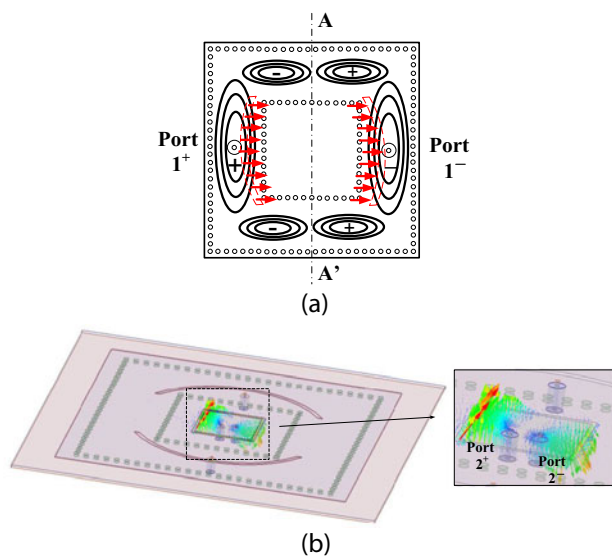 A
- +
Port
1+
+
−
Port
1−
- +
A'
(a)
Port
2+
Port
2−
(b)